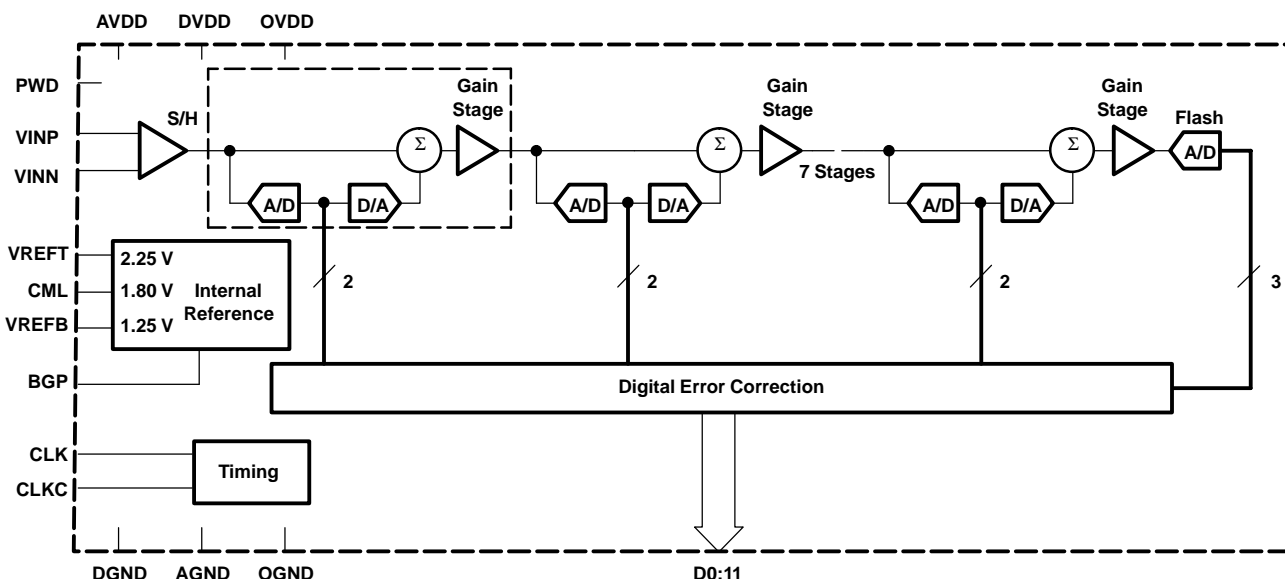 AVDD DVDD OVDD
PWD
S/H
Gain
Stage
Gain
Stage
Gain
Stage
Flash
VINP
Σ
Σ
Σ
A/D
VINN
7 Stages
A/D
D/A
A/D
D/A
A/D
D/A
VREFT
2.25 V
2
2
2
3
CML
1.80 V
Internal
Reference
VREFB
1.25 V
BGP
Digital Error Correction
CLK
Timing
CLKC
DGND AGND OGND
D0:11